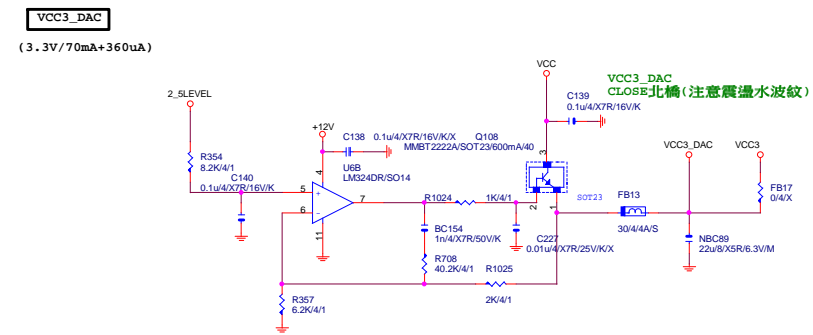 VCC3_DAC
(3.3V/70mA+360uA)
VCC
VCC3_DAC
CLOSE北橋(注意震盪水波紋)
2_5LEVEL
C139
0.1u/4/X7R/16V/K
3
+12V
C138 0.1u/4/X7R/16V/K/X
Q108
MMBT2222A/SOT23/600mA/40
VCC3_DAC
VCC3
R354
8.2K/4/1
C140
0.1u/4/X7R/16V/K
4
U6B
LM324DR/SO14
5
+
7
6
-
11
R1024
1K/4/1
2
1
SOT23
FB13
30/4/4A/S
FB17
0/4/X
BC154
1n/4/X7R/50V/K
C227
0.01u/4/X7R/25V/K/X
NBC89
22u/8/X5R/6.3V/M
R708
40.2K/4/1
R1025
2K/4/1
R357
6.2K/4/1